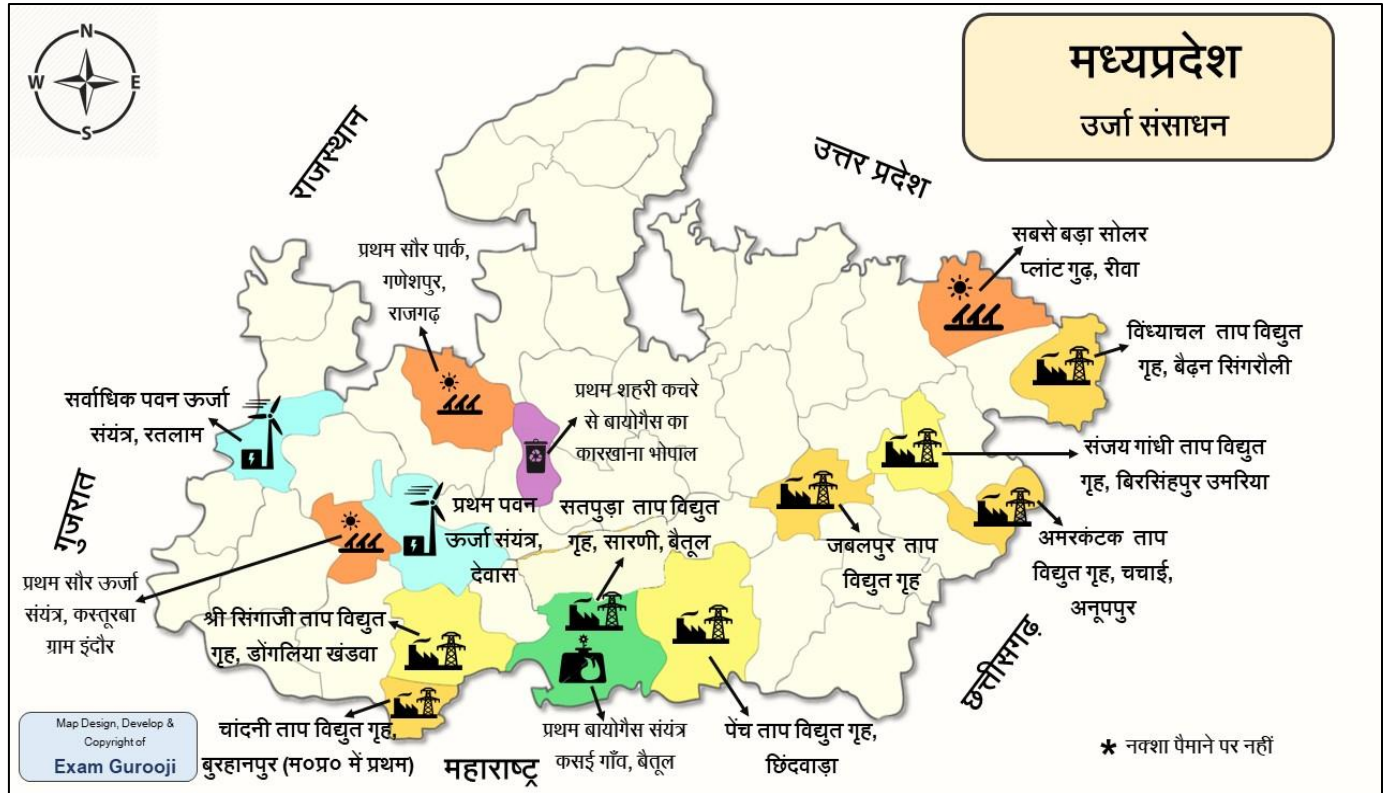 N
W
E
S
मध्यप्रदेश
उर्जा संसाधन
राजस्थान
उत्तर प्रदेश
प्रथम सौर पार्क,
गणेशपुर,
राजगढ़
सबसे बड़ा सोलर
प्लांट गुढ़, रीवा
विंध्याचल ताप विद्युत
गृह, बैढ़न सिंगरौली
सर्वाधिक पवन ऊर्जा
संयंत्र, रतलाम
प्रथम शहरी कचरे
से बायोगैस का
कारखाना भोपाल
संजय गांधी ताप विद्युत
गृह, बिरसिंहपुर उमरिया
गुजरात
प्रथम पवन
ऊर्जा संयंत्र,
देवास
सतपुड़ा ताप विद्युत
गृह, सारणी, बैतूल
जबलपुर ताप
विद्युत गृह
अमरकंटक ताप
विद्युत गृह, चचाई,
अनूपपुर
प्रथम सौर ऊर्जा
संयंत्र, कस्तूरबा
ग्राम इंदौर
श्री सिंगाजी ताप विद्युत
गृह, डोंगलिया खंडवा
छत्तीसगढ़
चांदनी ताप विद्युत गृह,
बुरहानपुर (म०प्र० में प्रथम)
महाराष्ट्र
प्रथम बायोगैस संयंत्र
कसई गाँव, बैतूल
पेंच ताप विद्युत गृह,
छिंदवाड़ा
* नक्शा पैमाने पर नहीं
Map Design, Develop &
Copyright of
Exam Gurooji